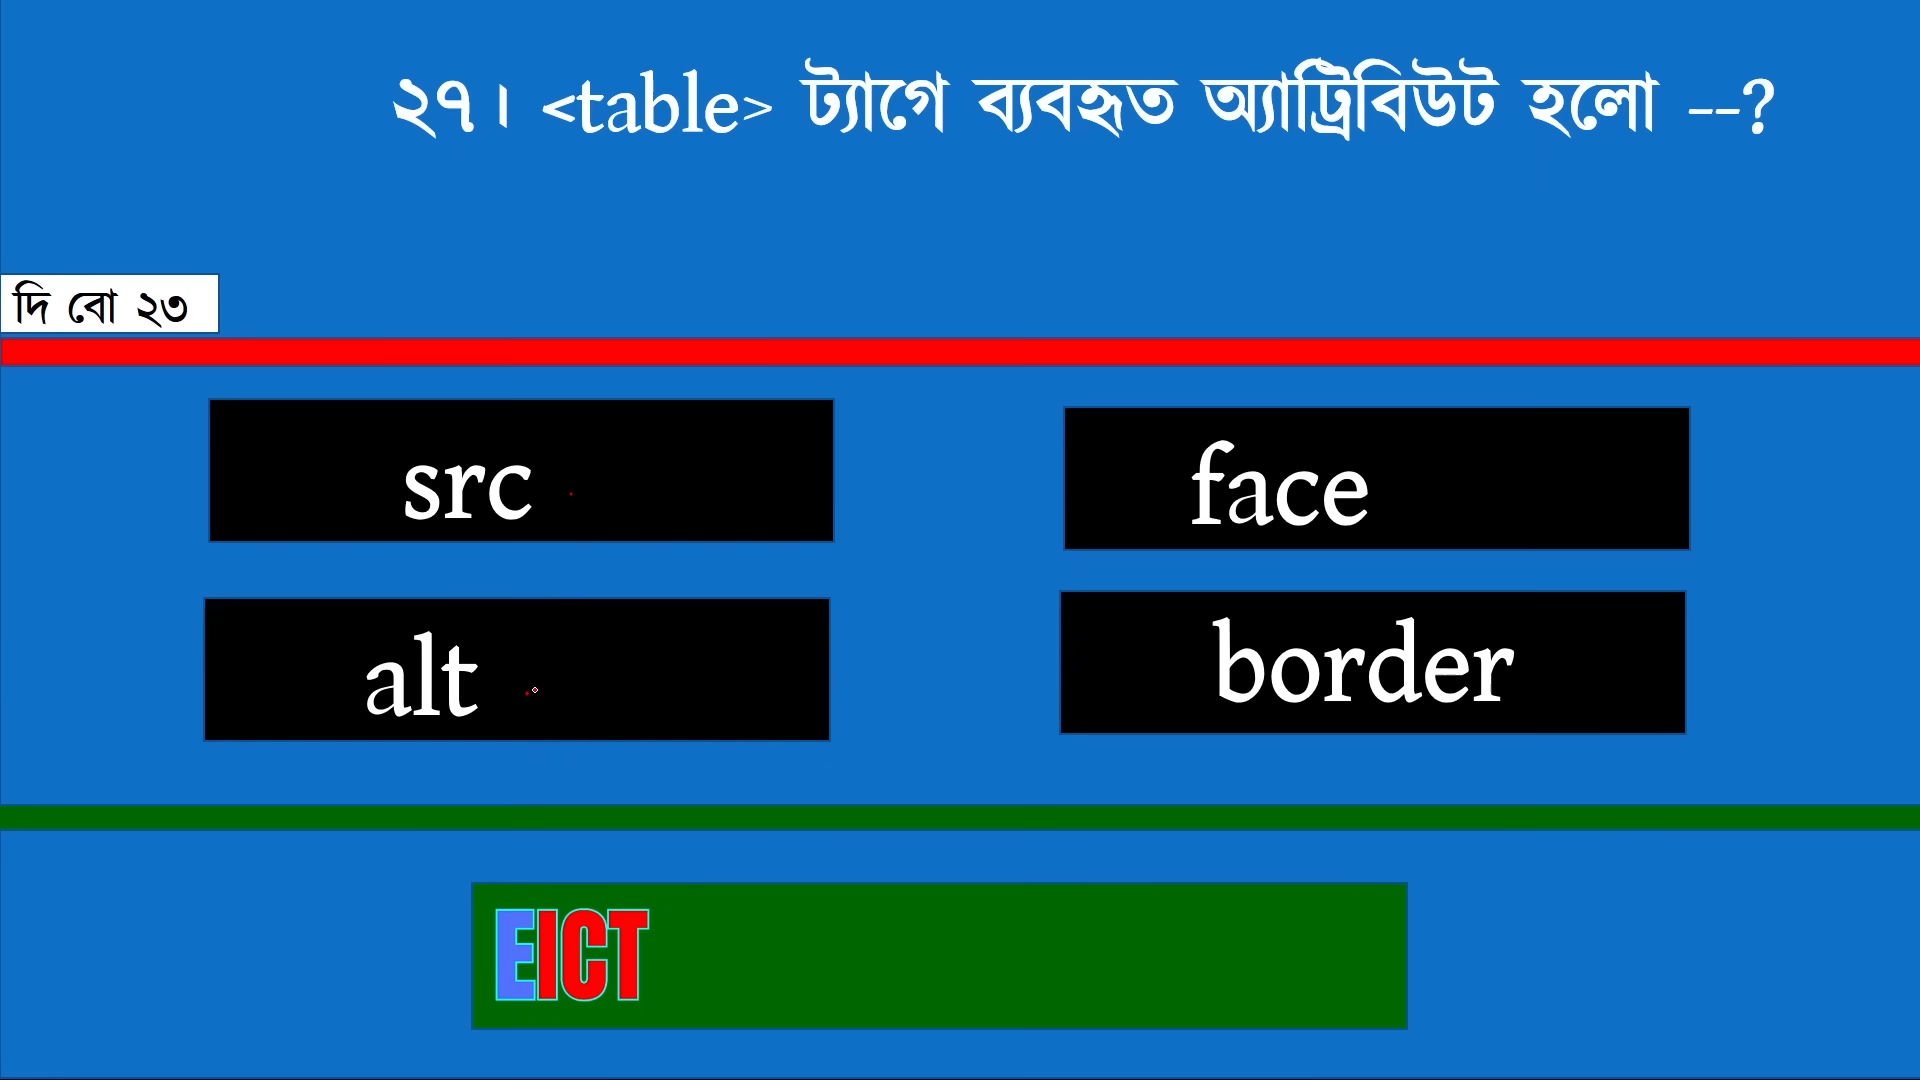 ২৭। <table> ট্যাগে ব্যবহৃত অ্যাট্রিবিউট হলো --?
দি বো ২৩
src
face
alt
border
EICT